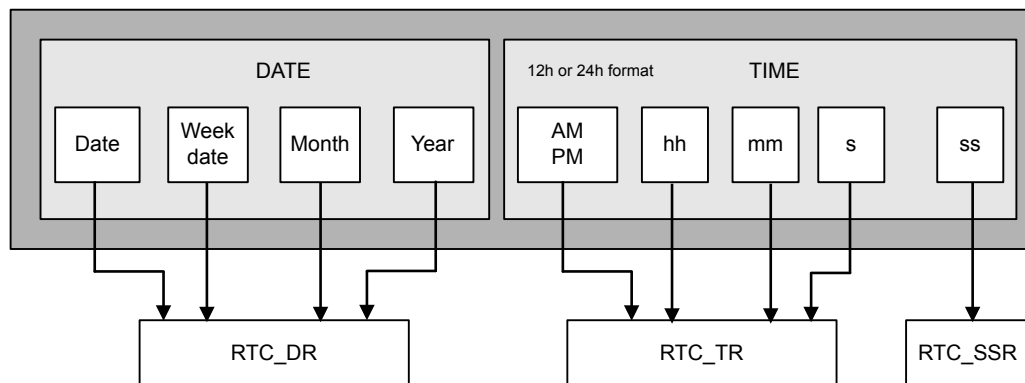 DATE
12h or 24h format
TIME
Date
Week
date
Month
Year
AM
PM
hh
mm
s
ss
RTC_DR
RTC_TR
RTC_SSR